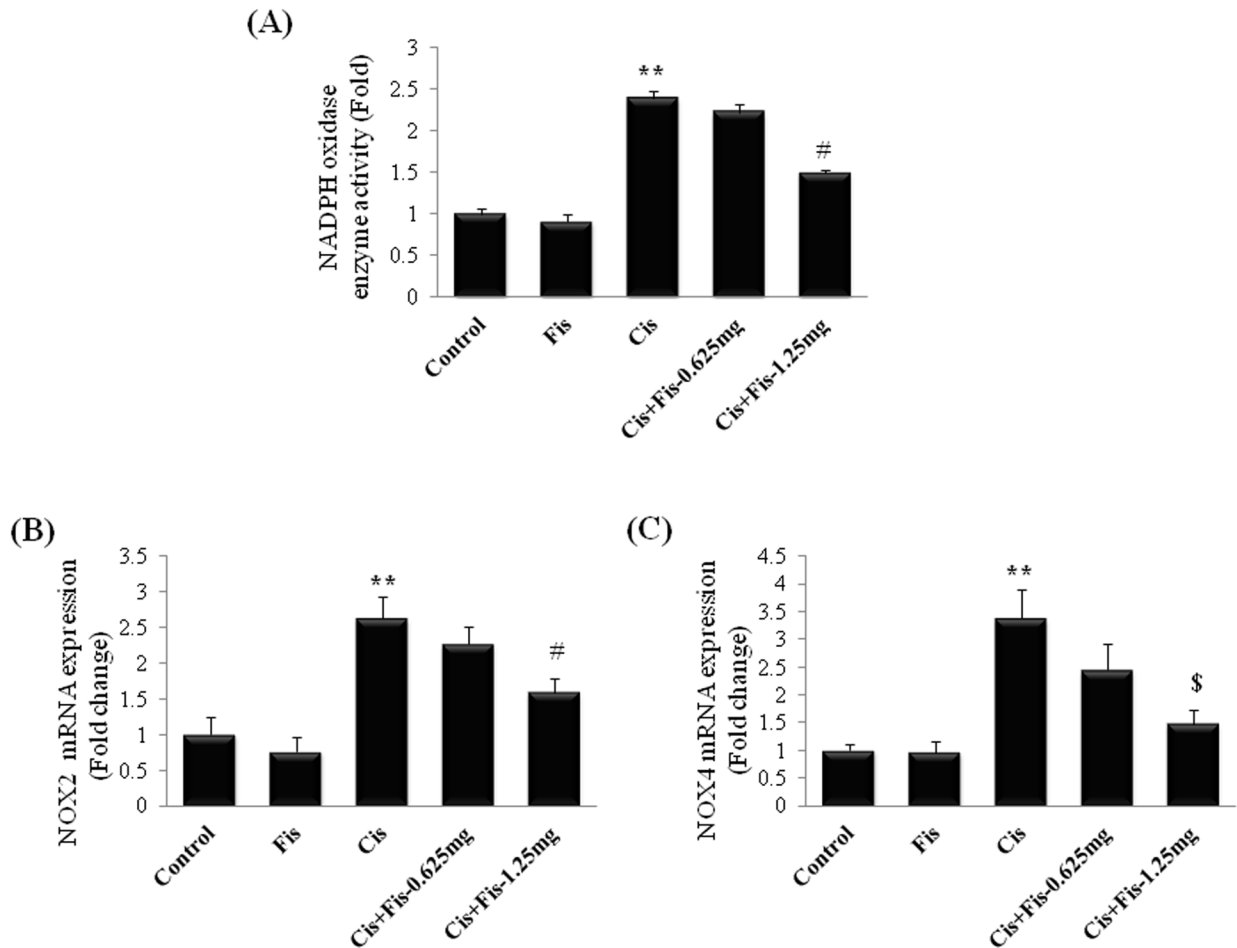 (A)
NADPH oxidase
enzyme activity (Fold)
3
2.5
2
1.5
1
0.5
0
**
#
Control
Fis
Cis
Cis+Fis-0.625mg
Cis+Fis-1.25mg
(B)
NOX2 mRNA expression
(Fold change)
3.5
3
2.5
2
1.5
1
0.5
0
**
#
Control
Fis
Cis
Cis+Fis-0.625mg
Cis+Fis-1.25mg
(C)
NOX4 mRNA expression
(Fold change)
4.5
4
3.5
3
2.5
2
1.5
1
0.5
0
**
$
Control
Fis
Cis
Cis+Fis-0.625mg
Cis+Fis-1.25mg